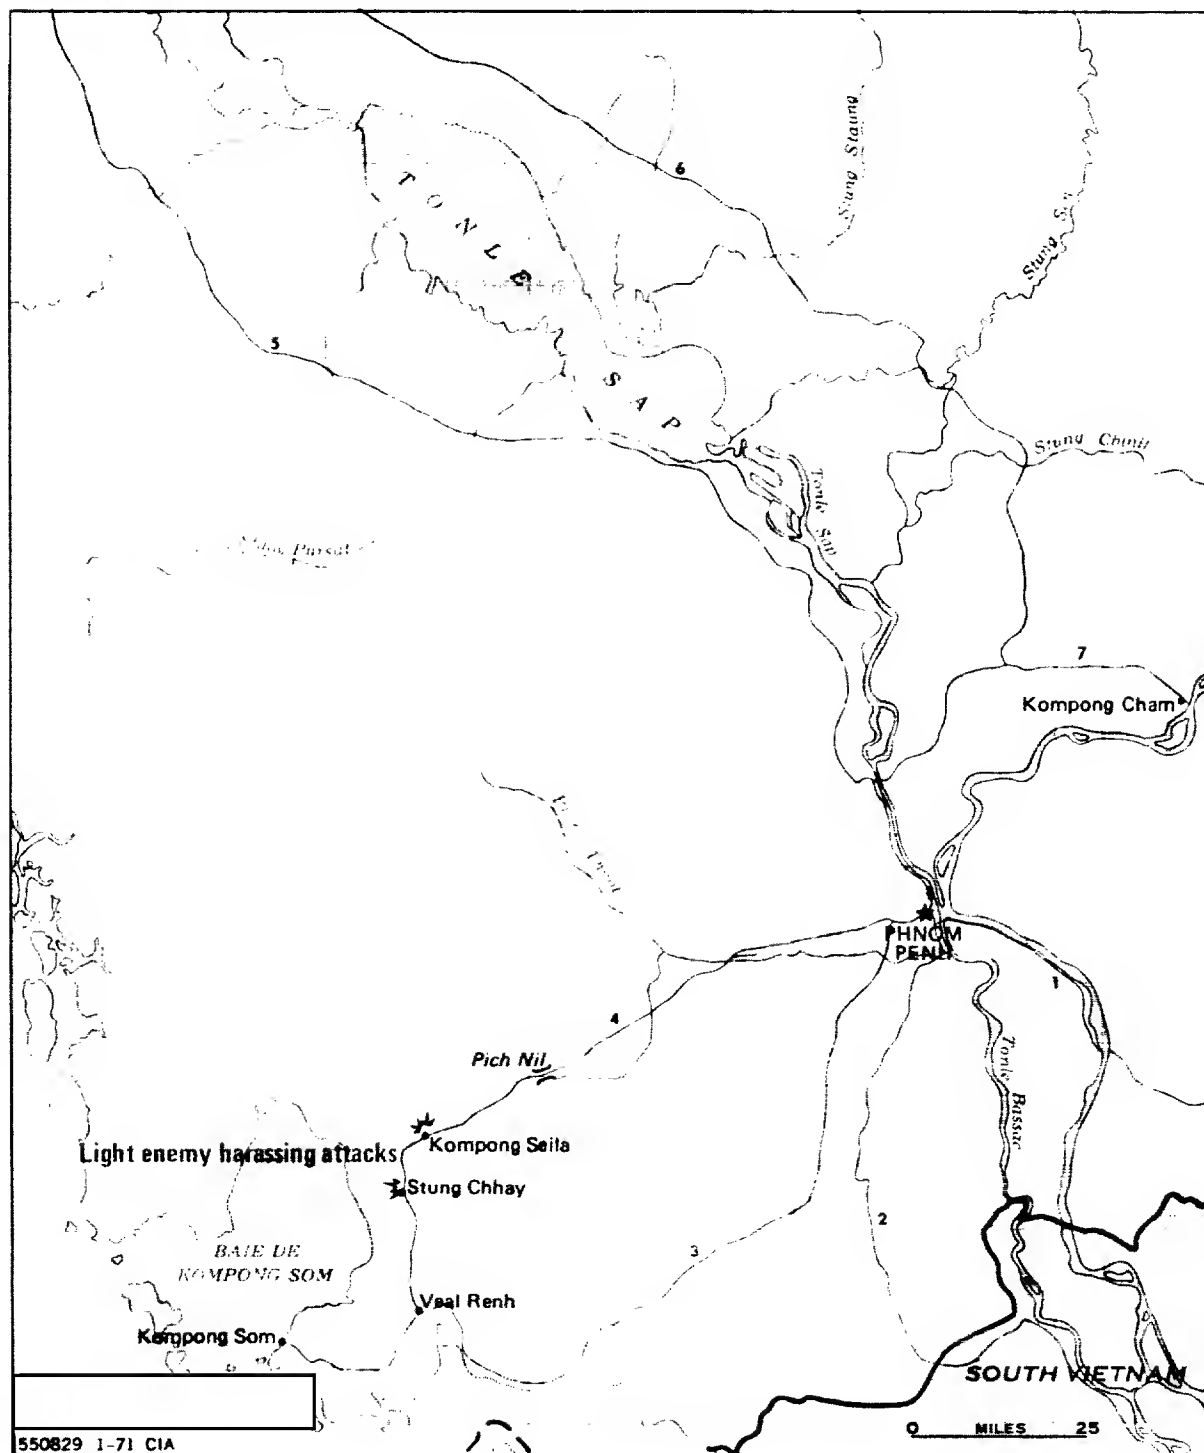 Stung Staung
6
TONLE
Stung Sen
5
SAP
Stung Chinit
Tonle Sap
Pursat
7
Kompong Cham
PHNOM
PENH
1
4
Pich Nil
Tonle Bassac
Kompong Seila
Light enemy harassing attacks
Stung Chhay
2
3
BAIE DE
KOMPONG SOM
Veal Renh
Kompong Som
SOUTH VIETNAM
0 MILES 25
550829 1-71 CIA